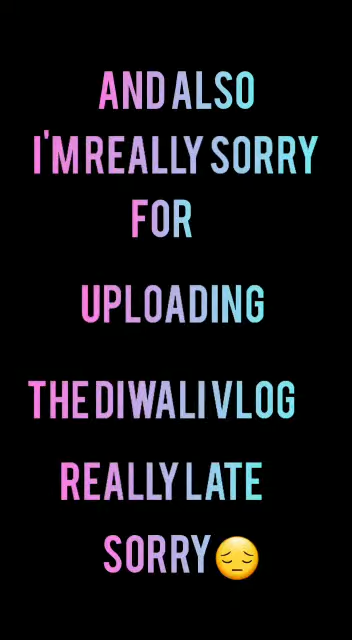 AND ALSO
I'M REALLY SORRY
FOR
UPLOADING
THE DIWALI VLOG
REALLY LATE
SORRY😔